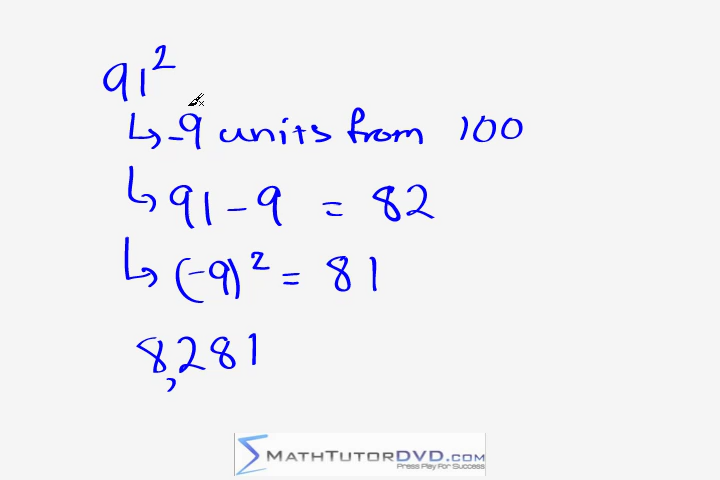 91²
↳ -9 units from 100
↳ 91 - 9 = 82
↳ (-9)² = 81
8,281
MATHTUTORDVD.COM
Press Play For Success